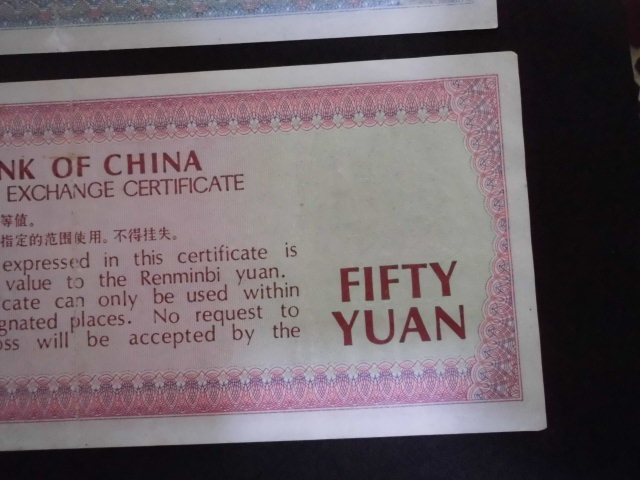 NK OF CHINA
EXCHANGE CERTIFICATE
等值。
指定的范围使用。不得挂失。
expressed in this certificate is
value to the Renminbi yuan.
cate can only be used within
gnated places. No request to
oss will be accepted by the
FIFTY
YUAN